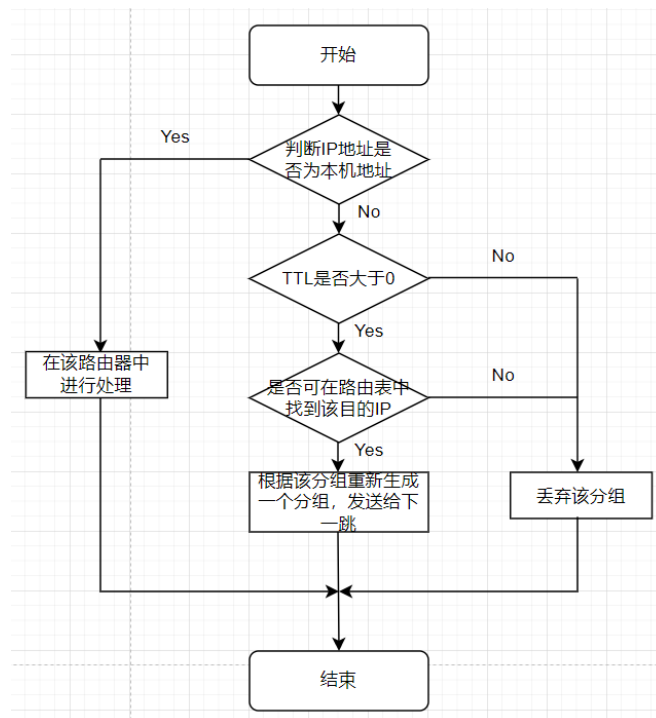 开始
Yes
判断IP地址是
否为本机地址
No
TTL是否大于0
No
Yes
在该路由器中
进行处理
是否可在路由表中
找到该目的IP
No
Yes
根据该分组重新生成
一个分组，发送给下
一跳
丢弃该分组
结束